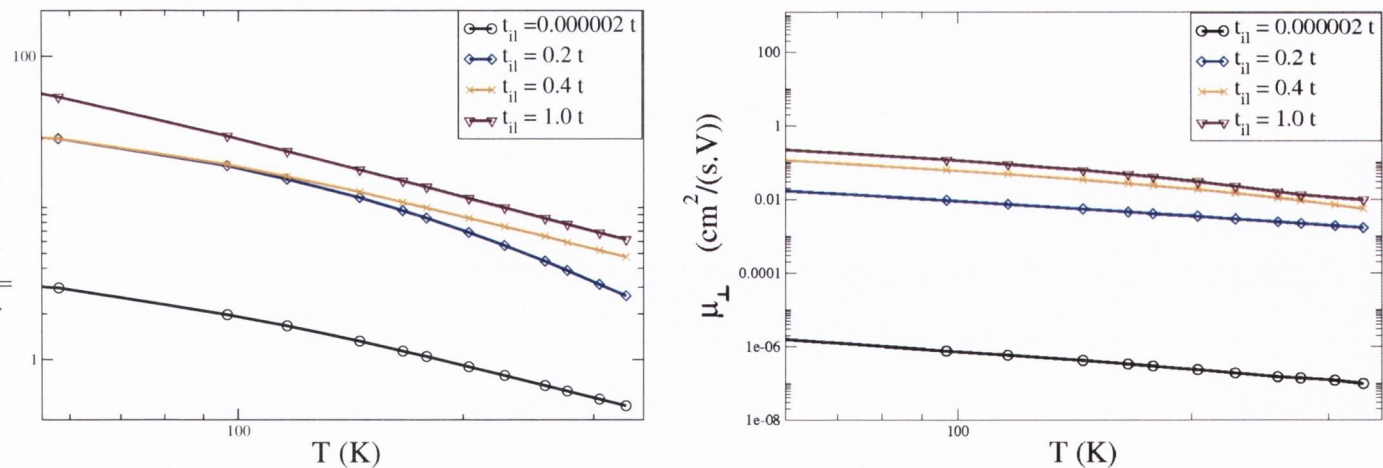 100
1
||
100
T (K)
t_il =0.000002 t
t_il = 0.2 t
t_il = 0.4 t
t_il = 1.0 t
μ_⊥ (cm^2/(s.V))
100
1
0.01
0.0001
1e-06
1e-08
100
T (K)
t_il = 0.000002 t
t_il = 0.2 t
t_il = 0.4 t
t_il = 1.0 t